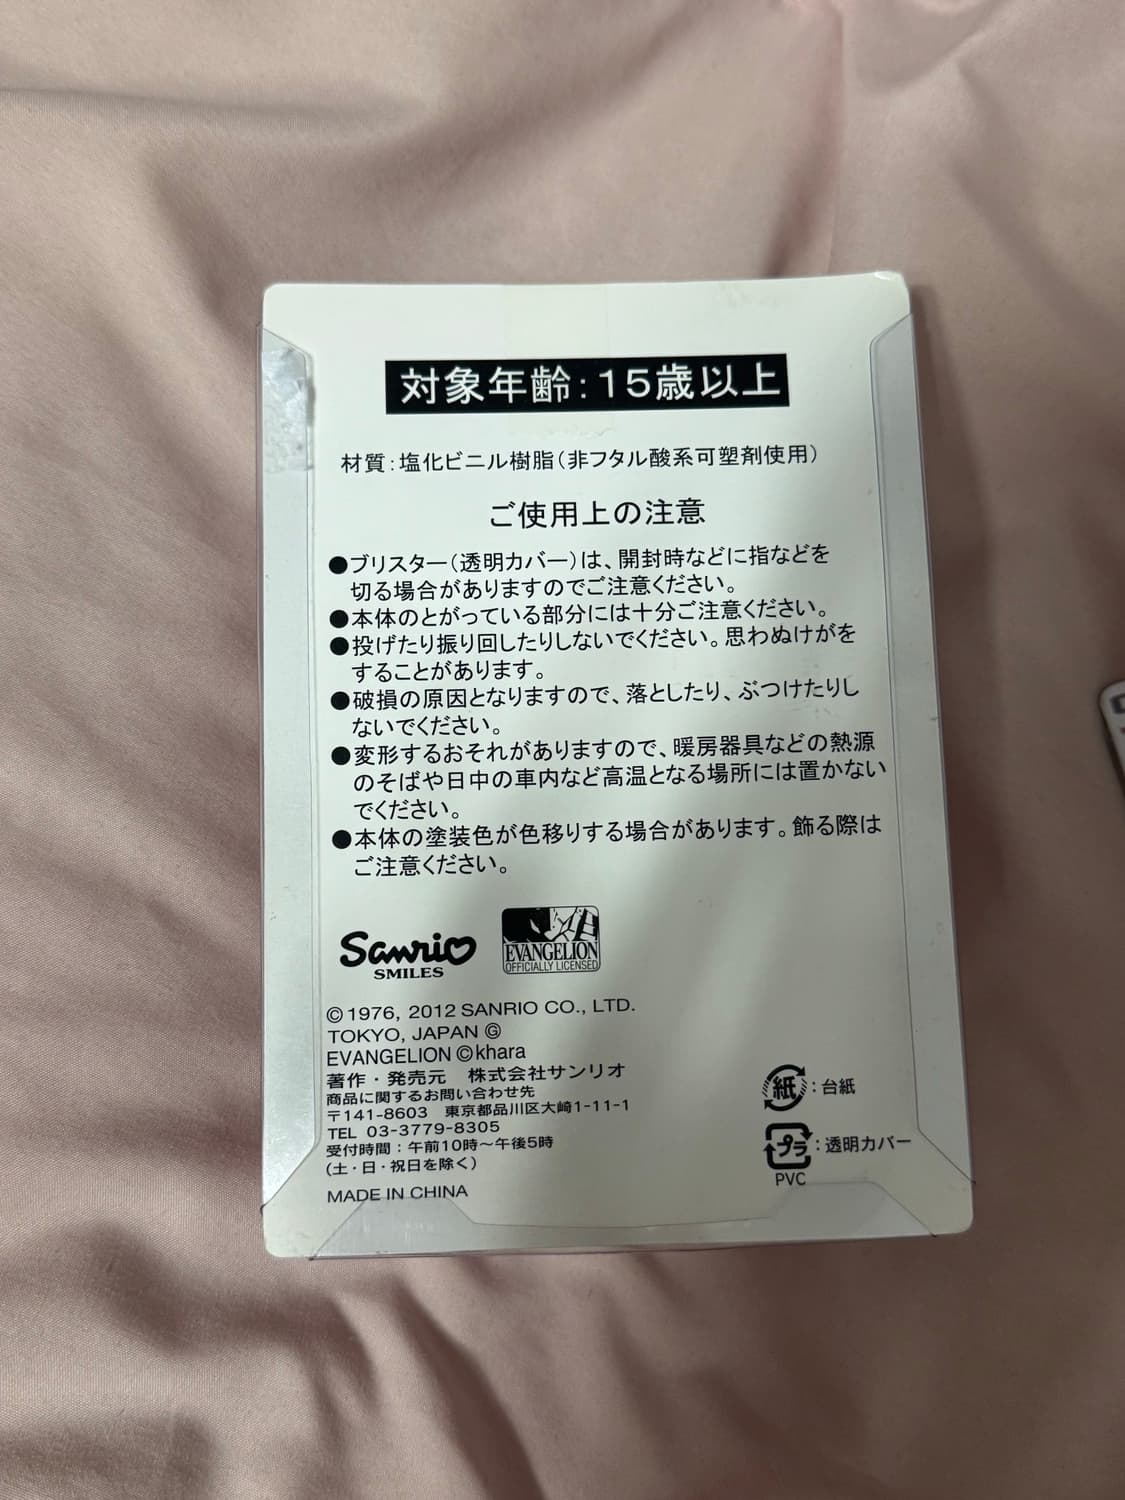 対象年齢:15歳以上
材質:塩化ビニル樹脂(非フタル酸系可塑剤使用)
ご使用上の注意
●ブリスター(透明カバー)は、開封時などに指などを
切る場合がありますのでご注意ください。
●本体のとがっている部分には十分ご注意ください。
●投げたり振り回したりしないでください。思わぬけがを
することがあります。
●破損の原因となりますので、落としたり、ぶつけたりし
ないでください。
●変形するおそれがありますので、暖房器具などの熱源
のそばや日中の車内など高温となる場所には置かない
でください。
●本体の塗装色が色移りする場合があります。飾る際は
ご注意ください。
Sanrio
SMILES
EVANGELION
OFFICIALLY LICENSED
©1976, 2012 SANRIO CO., LTD.
TOKYO, JAPAN Ⓖ
EVANGELION ©khara
著作・発売元 株式会社サンリオ
商品に関するお問い合わせ先
〒141-8603 東京都品川区大崎1-11-1
TEL 03-3779-8305
受付時間:午前10時~午後5時
(土・日・祝日を除く)
MADE IN CHINA
紙:台紙
プラ:透明カバー
PVC